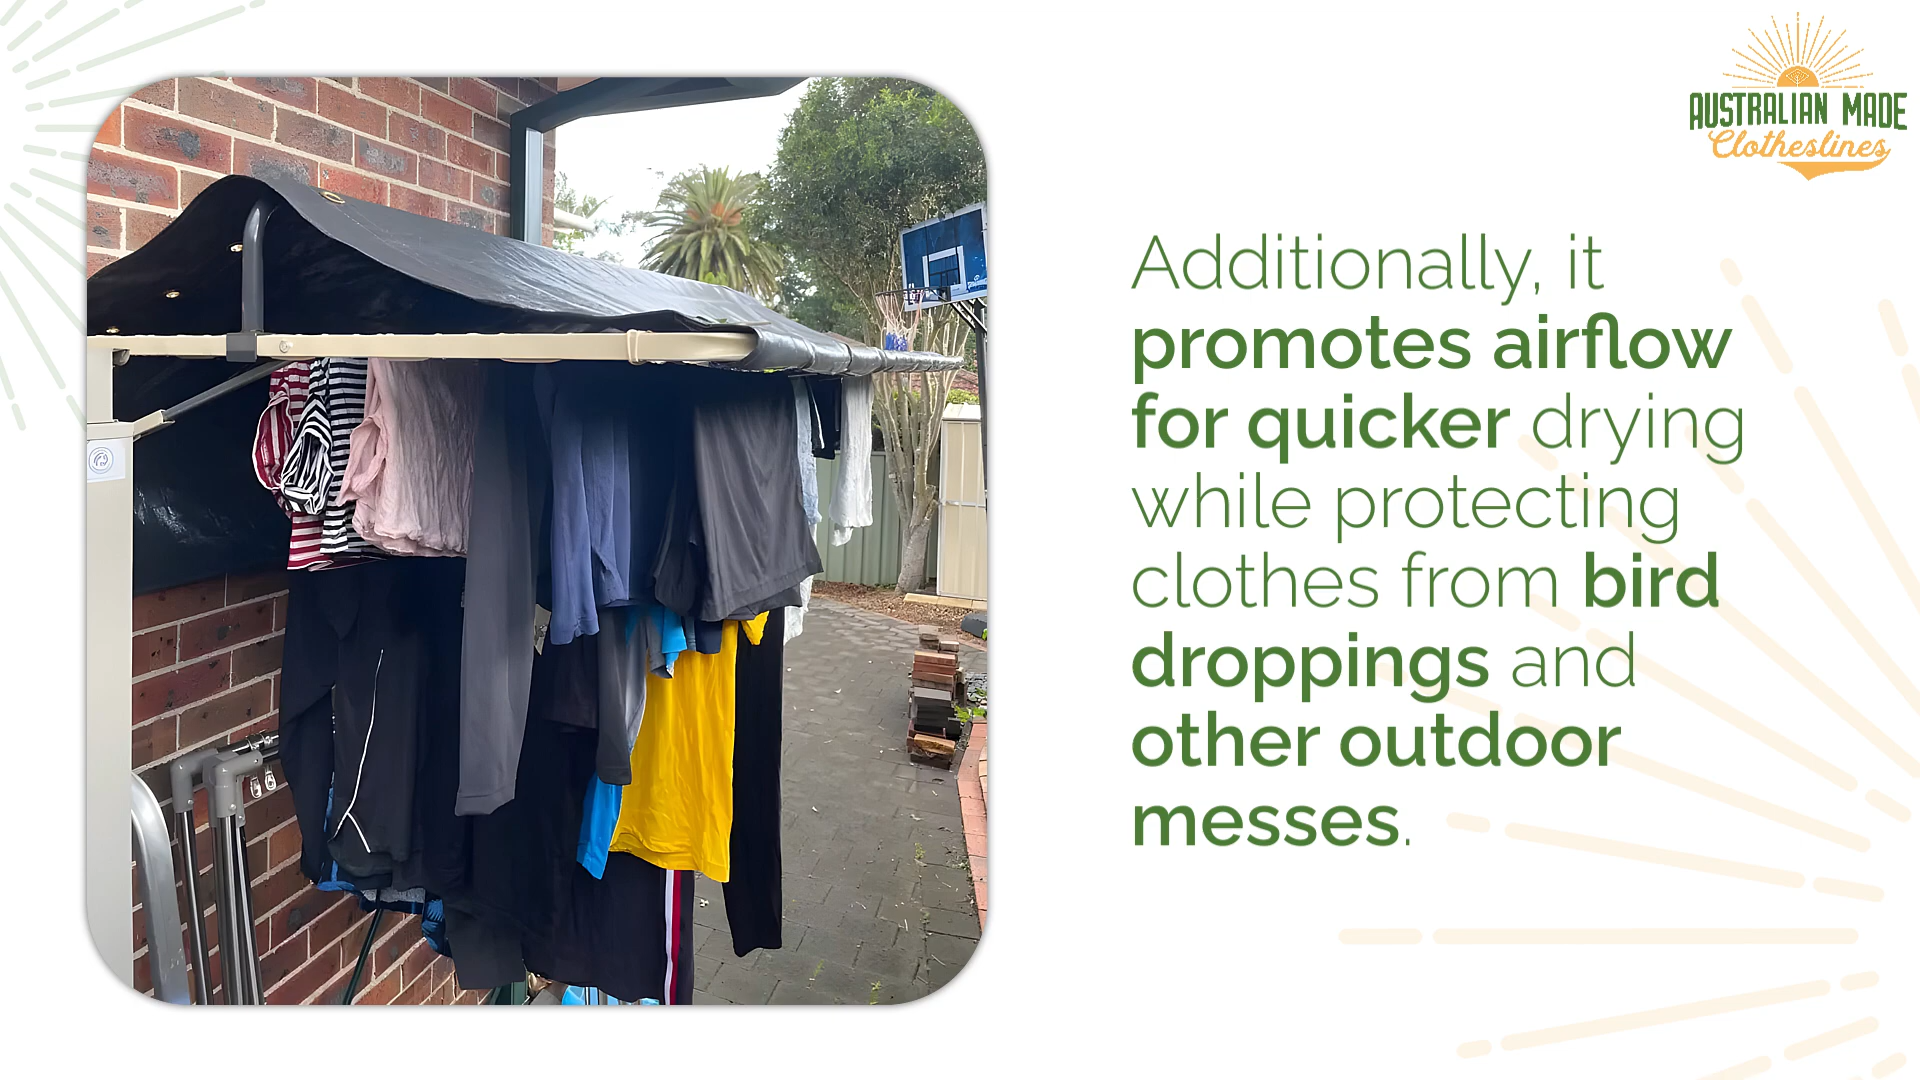 AUSTRALIAN MADE
Clotheslines
Additionally, it
promotes airflow
for quicker drying
while protecting
clothes from bird
droppings and
other outdoor
messes.